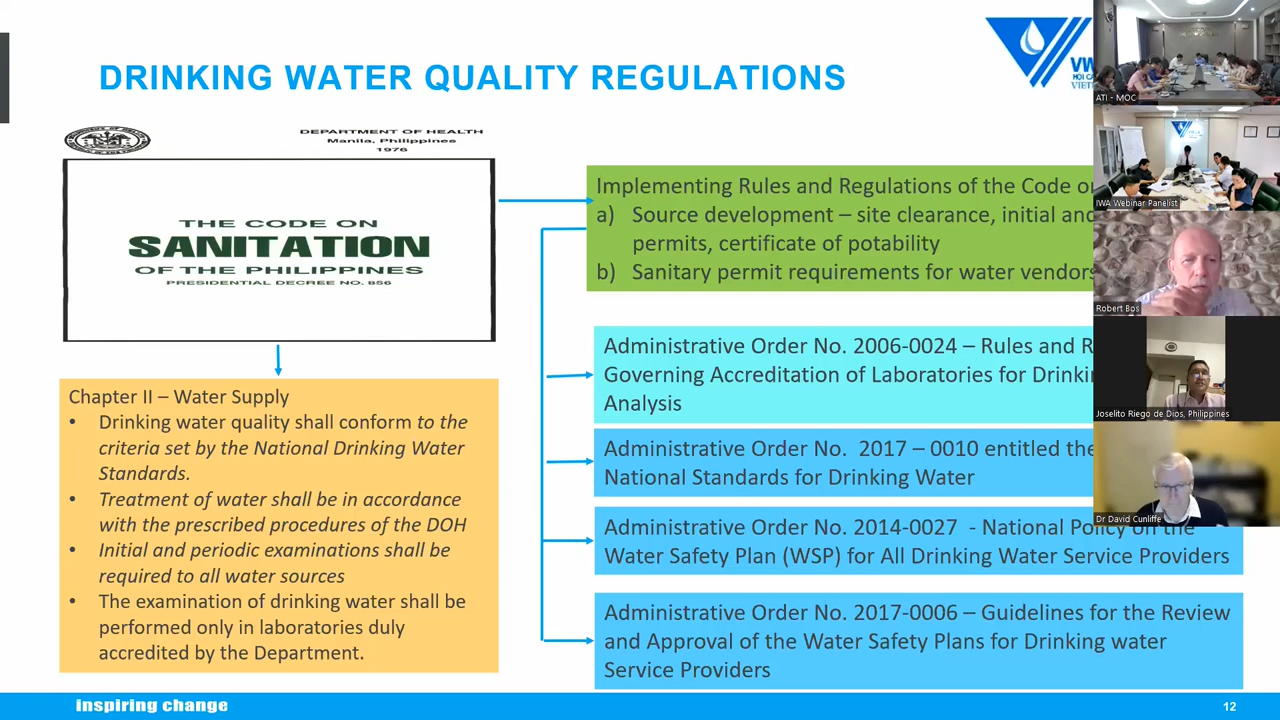 DRINKING WATER QUALITY REGULATIONS
DEPARTMENT OF HEALTH
Manila, Philippines
1976
THE CODE ON
SANITATION
OF THE PHILIPPINES
PRESIDENTIAL DECREE NO. 856
Chapter II – Water Supply
• Drinking water quality shall conform to the
criteria set by the National Drinking Water
Standards.
• Treatment of water shall be in accordance
with the prescribed procedures of the DOH
• Initial and periodic examinations shall be
required to all water sources
• The examination of drinking water shall be
performed only in laboratories duly
accredited by the Department.
Implementing Rules and Regulations of the Code on
a) Source development – site clearance, initial and
permits, certificate of potability
b) Sanitary permit requirements for water vendors
Administrative Order No. 2006-0024 – Rules and R
Governing Accreditation of Laboratories for Drinkin
Analysis
Administrative Order No. 2017 – 0010 entitled the
National Standards for Drinking Water
Administrative Order No. 2014-0027 - National Policy on the
Water Safety Plan (WSP) for All Drinking Water Service Providers
Administrative Order No. 2017-0006 – Guidelines for the Review
and Approval of the Water Safety Plans for Drinking water
Service Providers
inspiring change
12
VW
HỘI CẤ
VIET
ATI - MOC
IWA Webinar Panelist
Robert Bos
Joselito Riego de Dios, Philippines
Dr David Cunliffe